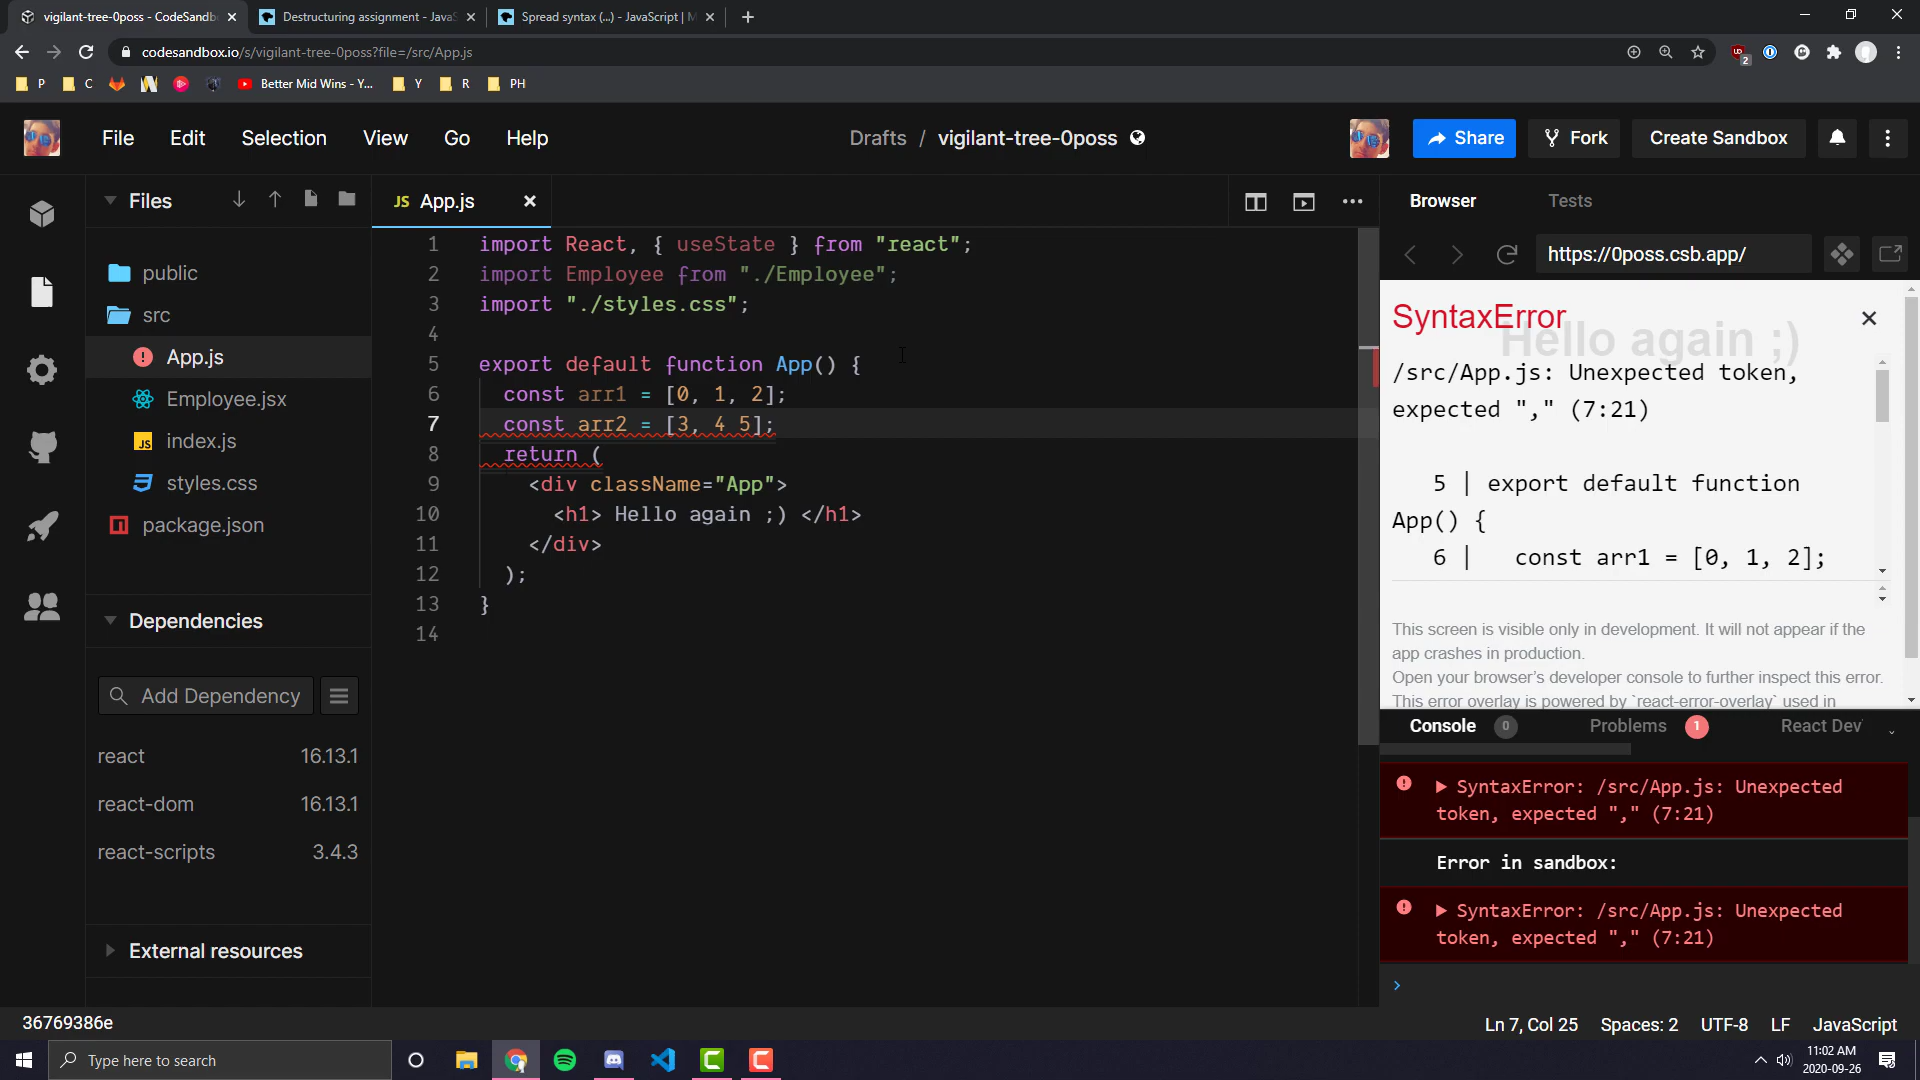 vigilant-tree-0poss - CodeSandb
Destructuring assignment - JavaS
Spread syntax (...) - JavaScript | M
codesandbox.io/s/vigilant-tree-0poss?file=/src/App.js
2
P
C
Better Mid Wins - Y...
Y
R
PH
File
Edit
Selection
View
Go
Help
Drafts / vigilant-tree-0poss
Share
Fork
Create Sandbox
Files
JS App.js
Browser
Tests
https://0poss.csb.app/
public
src
App.js
Employee.jsx
JS index.js
styles.css
package.json
Dependencies
Add Dependency
react 16.13.1
react-dom 16.13.1
react-scripts 3.4.3
External resources
1 import React, { useState } from "react";
2 import Employee from "./Employee";
3 import "./styles.css";
4
5 export default function App() {
6 const arr1 = [0, 1, 2];
7 const arr2 = [3, 4 5];
8 return (
9 <div className="App">
10 <h1> Hello again ;) </h1>
11 </div>
12 );
13 }
14
Hello again ;)
SyntaxError
/src/App.js: Unexpected token,
expected "," (7:21)
5 | export default function
App() {
6 | const arr1 = [0, 1, 2];
This screen is visible only in development. It will not appear if the
app crashes in production.
Open your browser's developer console to further inspect this error.
This error overlay is powered by `react-error-overlay` used in
Console 0
Problems 1
React Dev
SyntaxError: /src/App.js: Unexpected
token, expected "," (7:21)
Error in sandbox:
SyntaxError: /src/App.js: Unexpected
token, expected "," (7:21)
36769386e
Ln 7, Col 25
Spaces: 2
UTF-8
LF
JavaScript
Type here to search
11:02 AM
2020-09-26